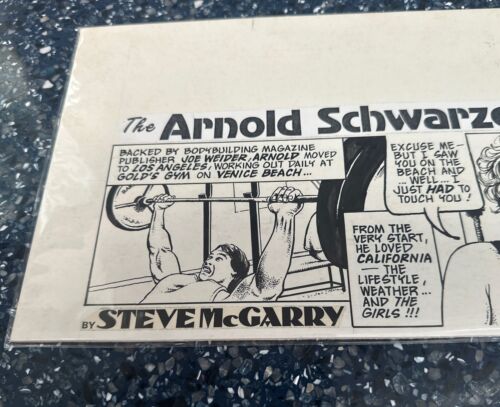 The Arnold Schwarze
BACKED BY BODYBUILDING MAGAZINE
PUBLISHER JOE WEIDER, ARNOLD MOVED
TO LOS ANGELES, WORKING OUT DAILY AT
GOLD'S GYM ON VENICE BEACH...
EXCUSE ME —
BUT I SAW
YOU ON THE
BEACH AND
... WELL... I
JUST HAD TO
TOUCH YOU!
FROM THE
VERY START,
HE LOVED
CALIFORNIA
— THE
LIFESTYLE,
WEATHER...
AND THE
GIRLS!!!
BY STEVE McGARRY